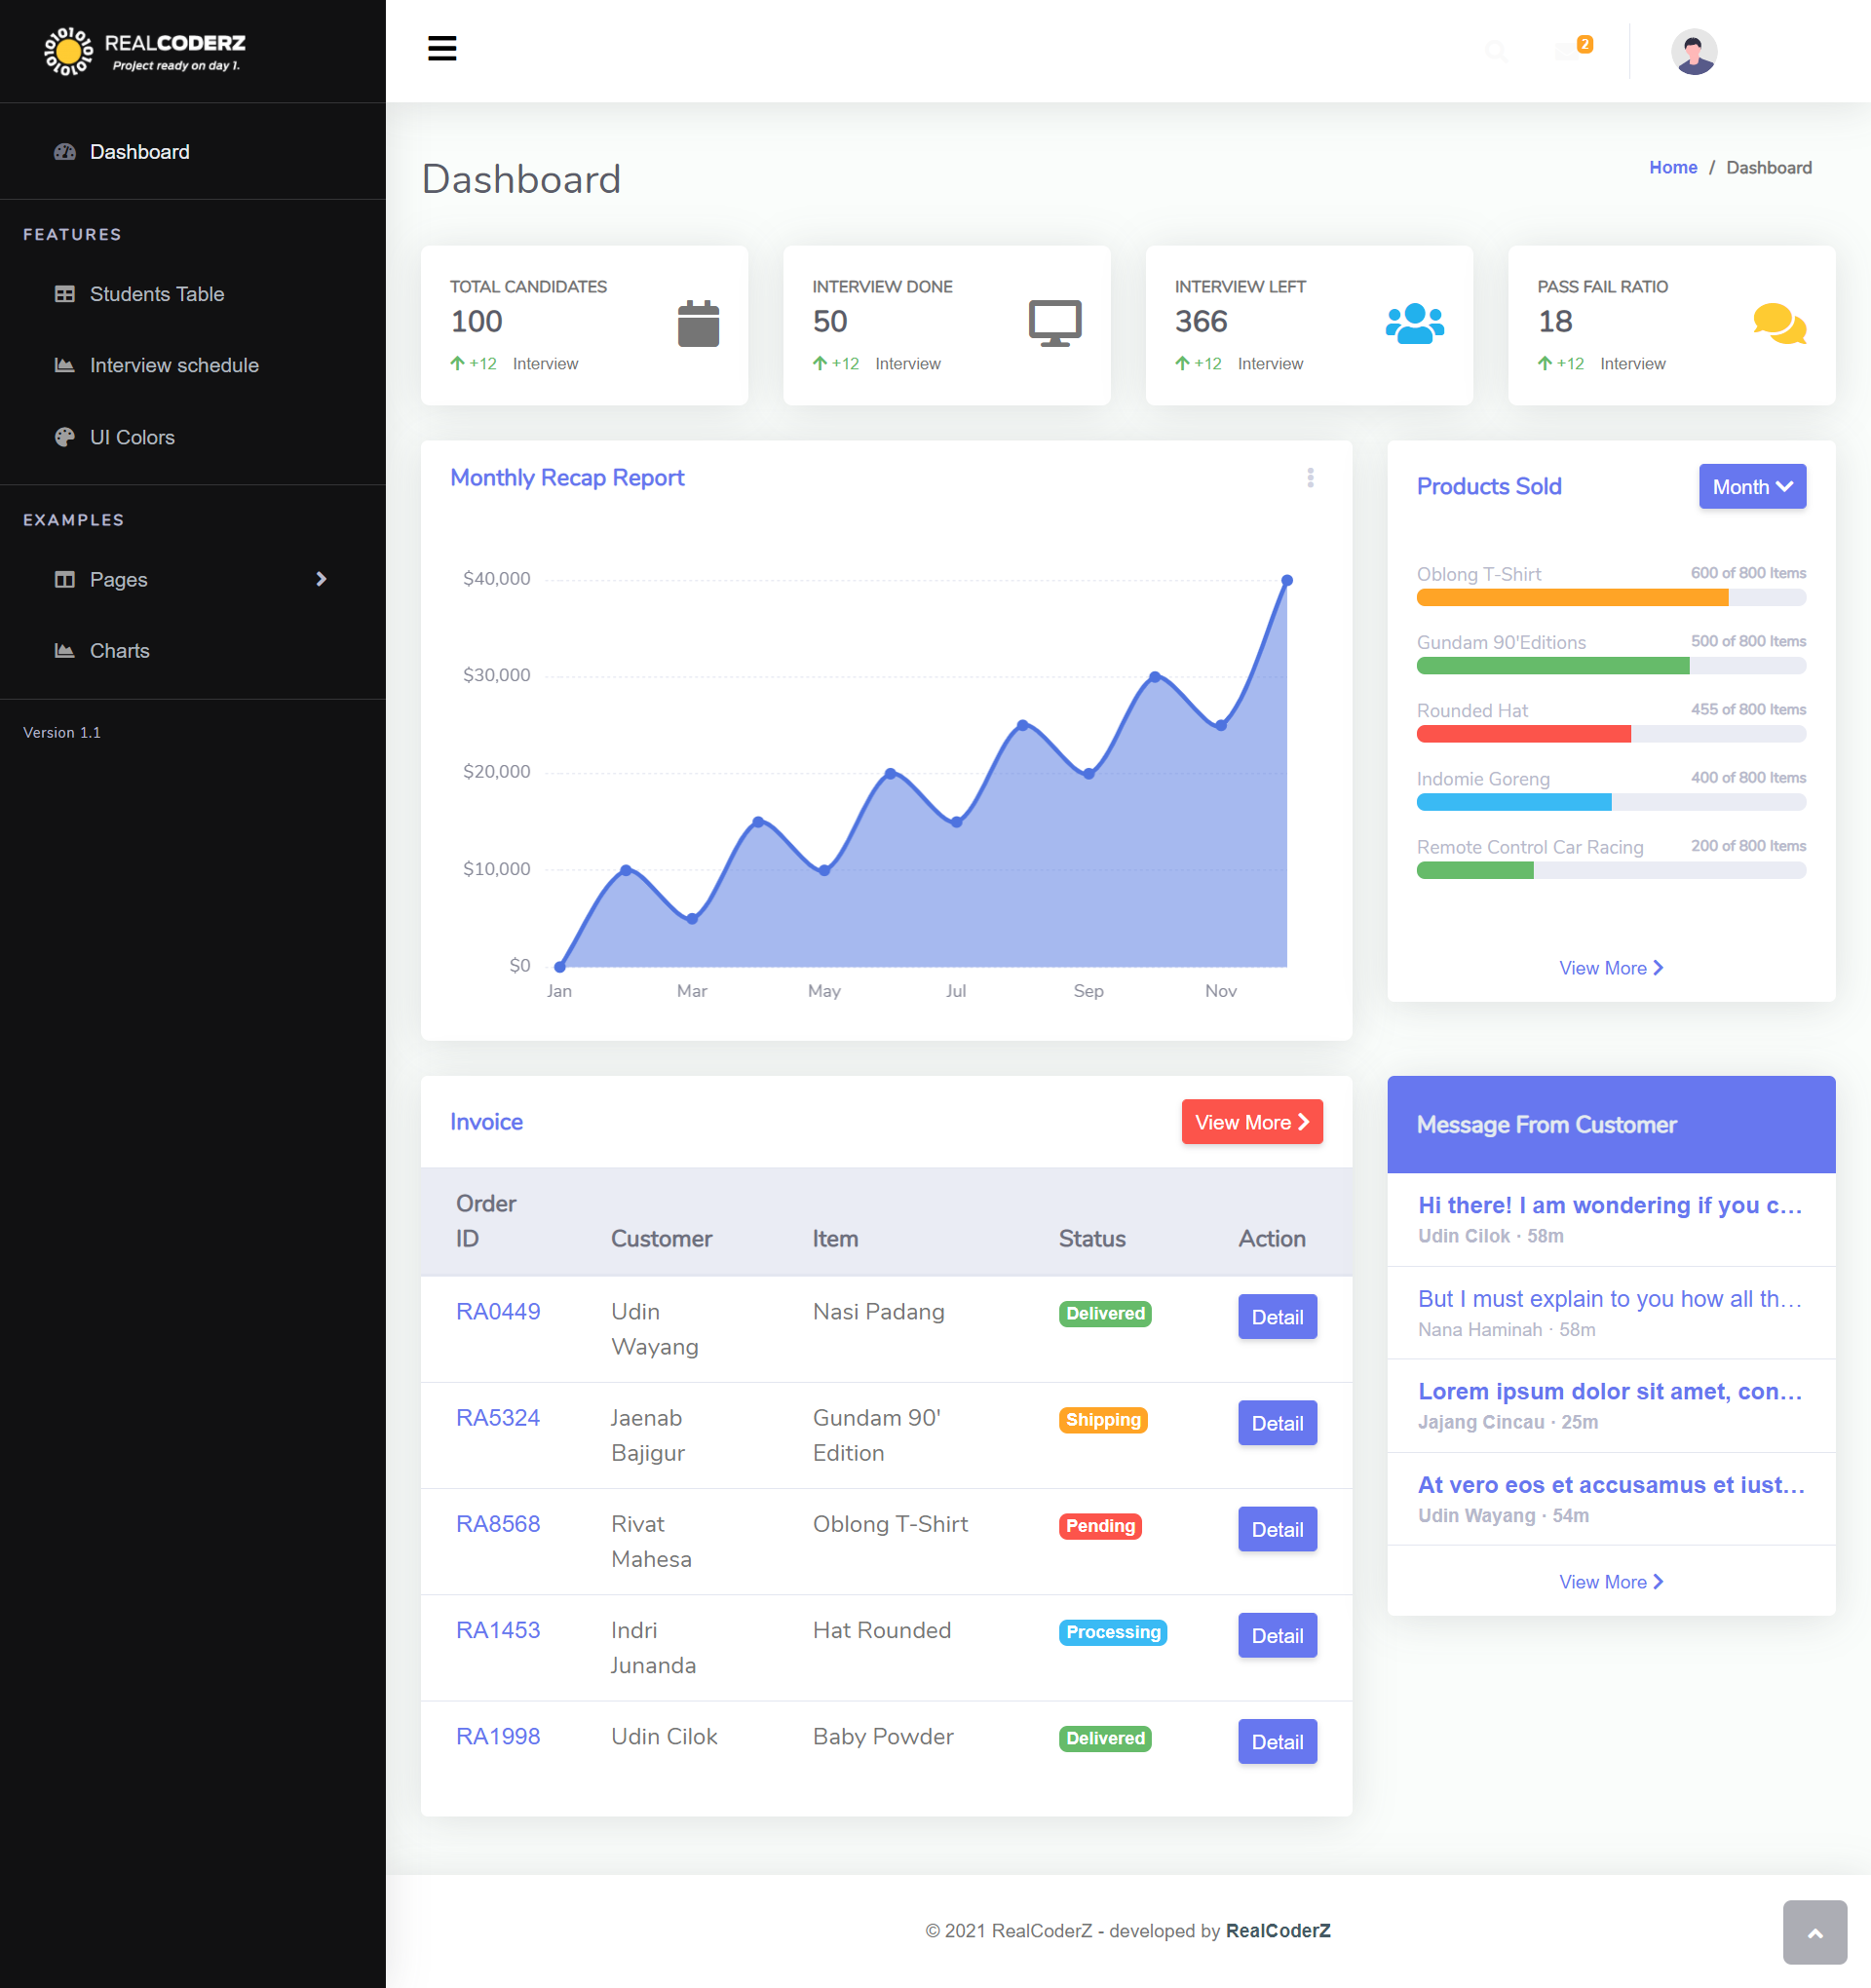 REALCODERZ
Project ready on day 1.
2
Dashboard
FEATURES
Students Table
Interview schedule
UI Colors
EXAMPLES
Pages
Charts
Version 1.1
Dashboard
Home / Dashboard
TOTAL CANDIDATES
100
+12 Interview
INTERVIEW DONE
50
+12 Interview
INTERVIEW LEFT
366
+12 Interview
PASS FAIL RATIO
18
+12 Interview
Monthly Recap Report
$40,000
$30,000
$20,000
$10,000
$0
Jan Mar May Jul Sep Nov
Products Sold
Month
Oblong T-Shirt 600 of 800 Items
Gundam 90'Editions 500 of 800 Items
Rounded Hat 455 of 800 Items
Indomie Goreng 400 of 800 Items
Remote Control Car Racing 200 of 800 Items
View More
Invoice
View More
Order
ID Customer Item Status Action
RA0449 Udin Nasi Padang Delivered Detail
Wayang
RA5324 Jaenab Gundam 90' Shipping Detail
Bajigur Edition
RA8568 Rivat Oblong T-Shirt Pending Detail
Mahesa
RA1453 Indri Hat Rounded Processing Detail
Junanda
RA1998 Udin Cilok Baby Powder Delivered Detail
Message From Customer
Hi there! I am wondering if you c...
Udin Cilok · 58m
But I must explain to you how all th...
Nana Haminah · 58m
Lorem ipsum dolor sit amet, con...
Jajang Cincau · 25m
At vero eos et accusamus et iust...
Udin Wayang · 54m
View More
© 2021 RealCoderZ - developed by RealCoderZ